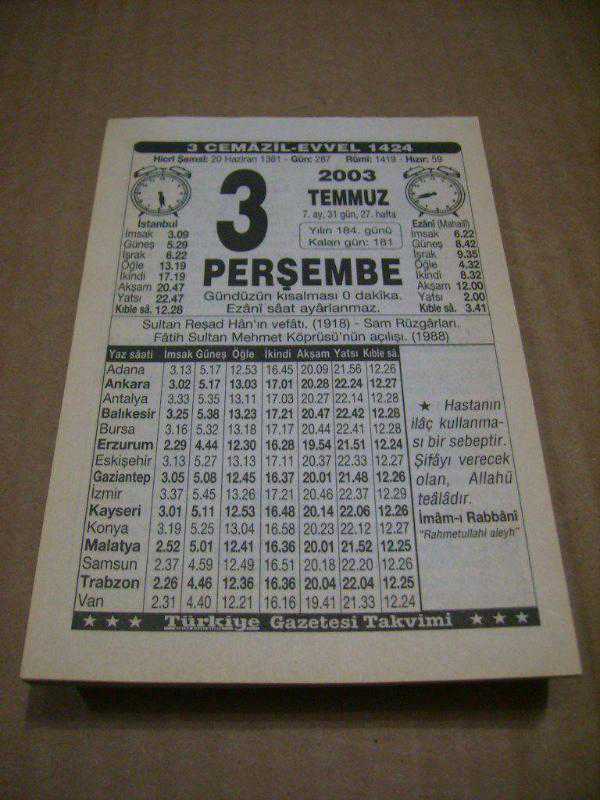 3 CEMAZİL-EVVEL 1424
Hicrî Şemsî: 20 Haziran 1381 - Gün: 287 Rûmî: 1419 - Hızır: 59
3
2003
TEMMUZ
7. ay, 31 gün, 27. hafta
Yılın 184. günü
Kalan gün: 181
PERŞEMBE
Gündüzün kısalması 0 dakika.
Ezânî sâat ayârlanmaz.
İstanbul
İmsak 3.09
Güneş 5.29
İşrak 6.22
Öğle 13.19
İkindi 17.19
Akşam 20.47
Yatsı 22.47
Kıble sâ. 12.28
Ezânî (Mahallî)
İmsak 6.22
Güneş 8.42
İşrak 9.35
Öğle 4.32
İkindi 8.32
Akşam 12.00
Yatsı 2.00
Kıble sâ. 3.41
Sultan Reşad Hân'ın vefâtı. (1918) - Sam Rüzgârları.
Fâtih Sultan Mehmet Köprüsü'nün açılışı. (1988)
Yaz sâati İmsak Güneş Öğle İkindi Akşam Yatsı Kıble sâ.
Adana 3.13 5.17 12.53 16.45 20.09 21.56 12.26
Ankara 3.02 5.17 13.03 17.01 20.28 22.24 12.27
Antalya 3.33 5.35 13.11 17.03 20.27 22.14 12.28
Balıkesir 3.25 5.38 13.23 17.21 20.47 22.42 12.28
Bursa 3.16 5.32 13.18 17.17 20.44 22.41 12.28
Erzurum 2.29 4.44 12.30 16.28 19.54 21.51 12.24
Eskişehir 3.13 5.27 13.13 17.11 20.37 22.33 12.27
Gaziantep 3.05 5.08 12.45 16.37 20.01 21.48 12.26
İzmir 3.37 5.45 13.26 17.21 20.46 22.37 12.29
Kayseri 3.01 5.11 12.53 16.48 20.14 22.06 12.26
Konya 3.19 5.25 13.04 16.58 20.23 22.12 12.27
Malatya 2.52 5.01 12.41 16.36 20.01 21.52 12.25
Samsun 2.37 4.59 12.49 16.51 20.18 22.20 12.26
Trabzon 2.26 4.46 12.36 16.36 20.04 22.04 12.25
Van 2.31 4.40 12.21 16.16 19.41 21.33 12.24
★ Hastanın
ilâç kullanma-
sı bir sebeptir.
Şifâyı verecek
olan, Allahü
teâlâdır.
İmâm-ı Rabbânî
"Rahmetullahi aleyh"
★ ★ ★ Türkiye Gazetesi Takvimi ★ ★ ★